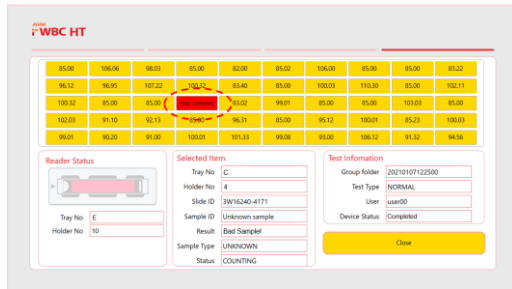 WBC HT
85.00 106.06 98.03 85.00 82.00 85.02 106.00 85.00 85.00 83.22
96.12 96.95 107.22 100.32 83.40 85.00 100.03 110.30 85.00 102.11
100.32 85.00 85.00 Bad sample! 83.02 99.01 85.00 85.00 103.03 85.00
102.03 91.10 92.13 85.00 96.31 85.00 95.12 100.01 85.23 100.03
99.01 90.20 91.00 100.01 101.33 99.08 93.00 106.12 91.32 94.56
Reader Status
Tray No E
Holder No 10
Selected Item
Tray No C
Holder No 4
Slide ID 3W16240-4171
Sample ID Unknown sample
Result Bad Sample!
Sample Type UNKNOWN
Status COUNTING
Test Infomation
Group folder 20210107122500
Test Type NORMAL
User user00
Device Status Completed
Close